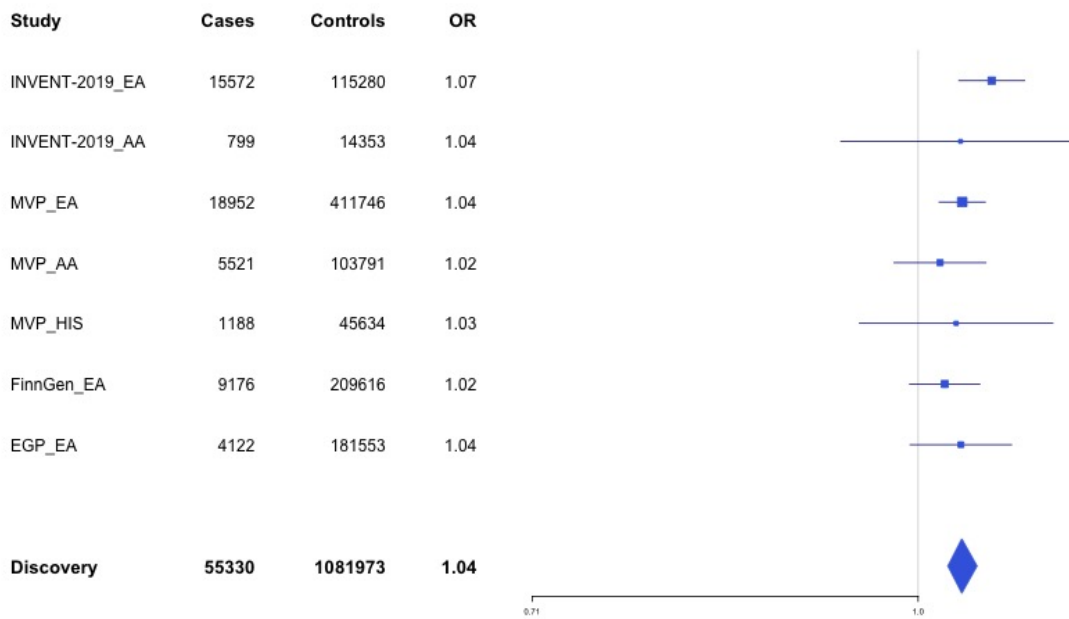 Study Cases Controls OR
INVENT-2019_EA 15572 115280 1.07
INVENT-2019_AA 799 14353 1.04
MVP_EA 18952 411746 1.04
MVP_AA 5521 103791 1.02
MVP_HIS 1188 45634 1.03
FinnGen_EA 9176 209616 1.02
EGP_EA 4122 181553 1.04
Discovery 55330 1081973 1.04
0.71 1.0